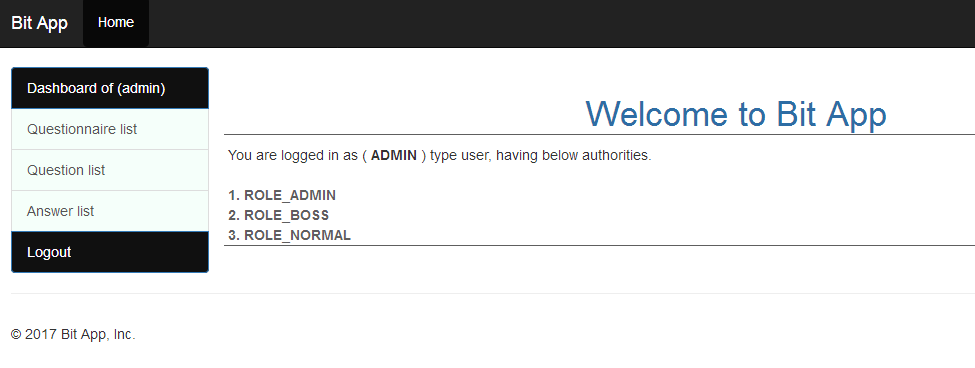 Bit App Home
Dashboard of (admin)
Questionnaire list
Question list
Answer list
Logout
Welcome to Bit App
You are logged in as ( ADMIN ) type user, having below authorities.
1. ROLE_ADMIN
2. ROLE_BOSS
3. ROLE_NORMAL
© 2017 Bit App, Inc.